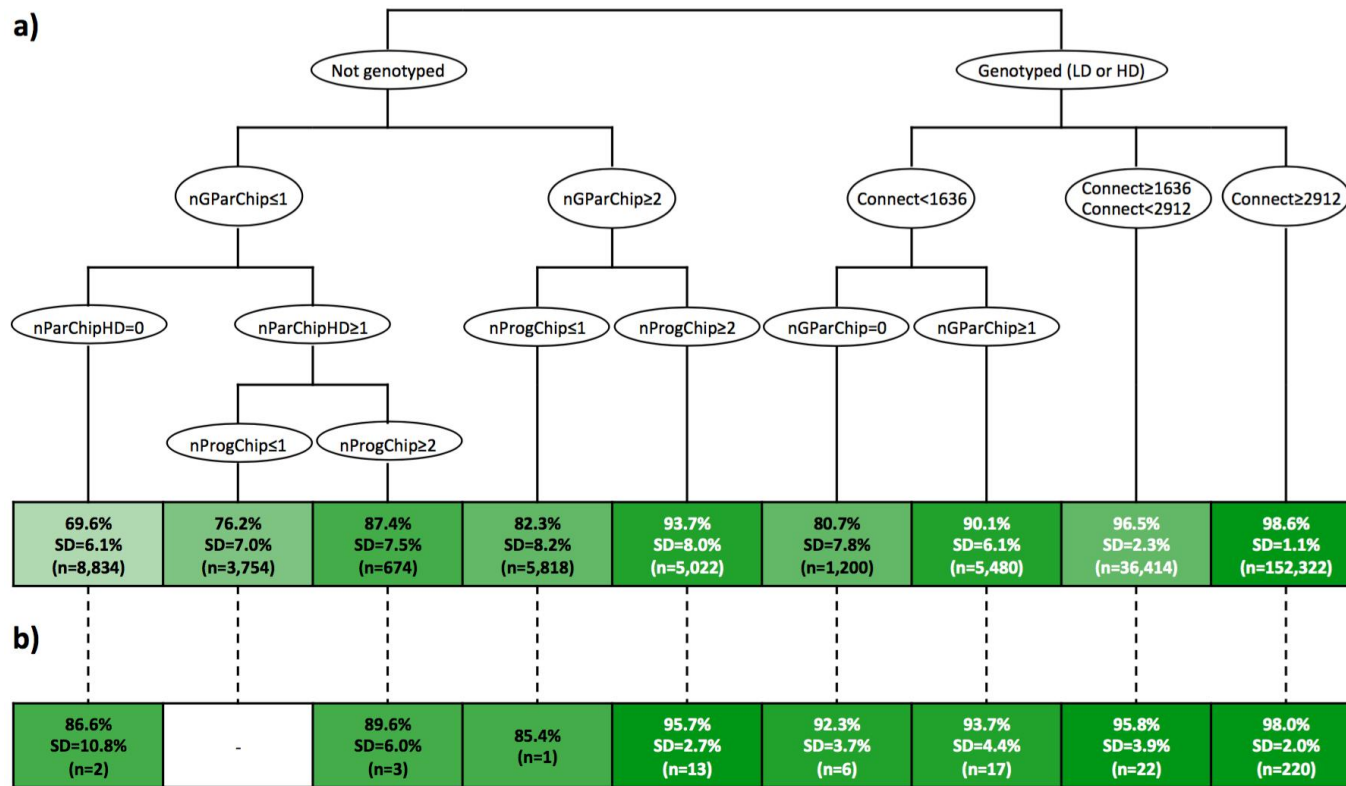 a)
Not genotyped
Genotyped (LD or HD)
nGParChip≤1
nGParChip≥2
Connect<1636
Connect≥1636
Connect<2912
Connect≥2912
nParChipHD=0
nParChipHD≥1
nProgChip≤1
nProgChip≥2
nGParChip=0
nGParChip≥1
nProgChip≤1
nProgChip≥2
69.6%
SD=6.1%
(n=8,834)
76.2%
SD=7.0%
(n=3,754)
87.4%
SD=7.5%
(n=674)
82.3%
SD=8.2%
(n=5,818)
93.7%
SD=8.0%
(n=5,022)
80.7%
SD=7.8%
(n=1,200)
90.1%
SD=6.1%
(n=5,480)
96.5%
SD=2.3%
(n=36,414)
98.6%
SD=1.1%
(n=152,322)
b)
86.6%
SD=10.8%
(n=2)
-
89.6%
SD=6.0%
(n=3)
85.4%
(n=1)
95.7%
SD=2.7%
(n=13)
92.3%
SD=3.7%
(n=6)
93.7%
SD=4.4%
(n=17)
95.8%
SD=3.9%
(n=22)
98.0%
SD=2.0%
(n=220)